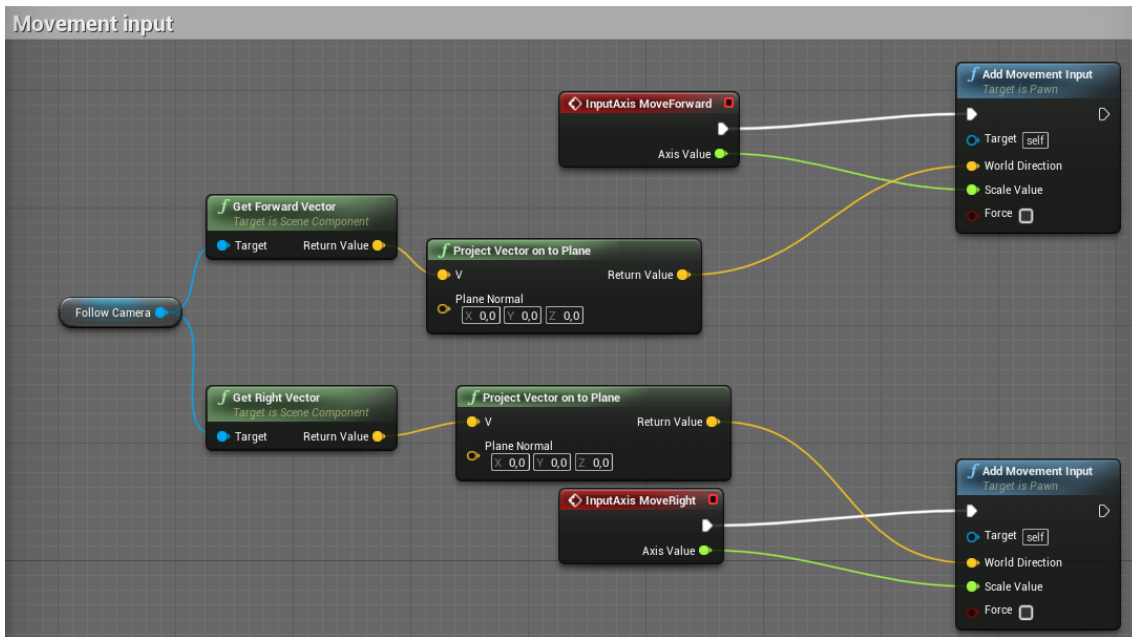 Movement input
f Add Movement Input
Target is Pawn
Target self
World Direction
Scale Value
Force
InputAxis MoveForward
Axis Value
f Get Forward Vector
Target is Scene Component
Target Return Value
f Project Vector on to Plane
V Return Value
Plane Normal
X 0,0 Y 0,0 Z 0,0
Follow Camera
f Get Right Vector
Target is Scene Component
Target Return Value
f Project Vector on to Plane
V Return Value
Plane Normal
X 0,0 Y 0,0 Z 0,0
InputAxis MoveRight
Axis Value
f Add Movement Input
Target is Pawn
Target self
World Direction
Scale Value
Force